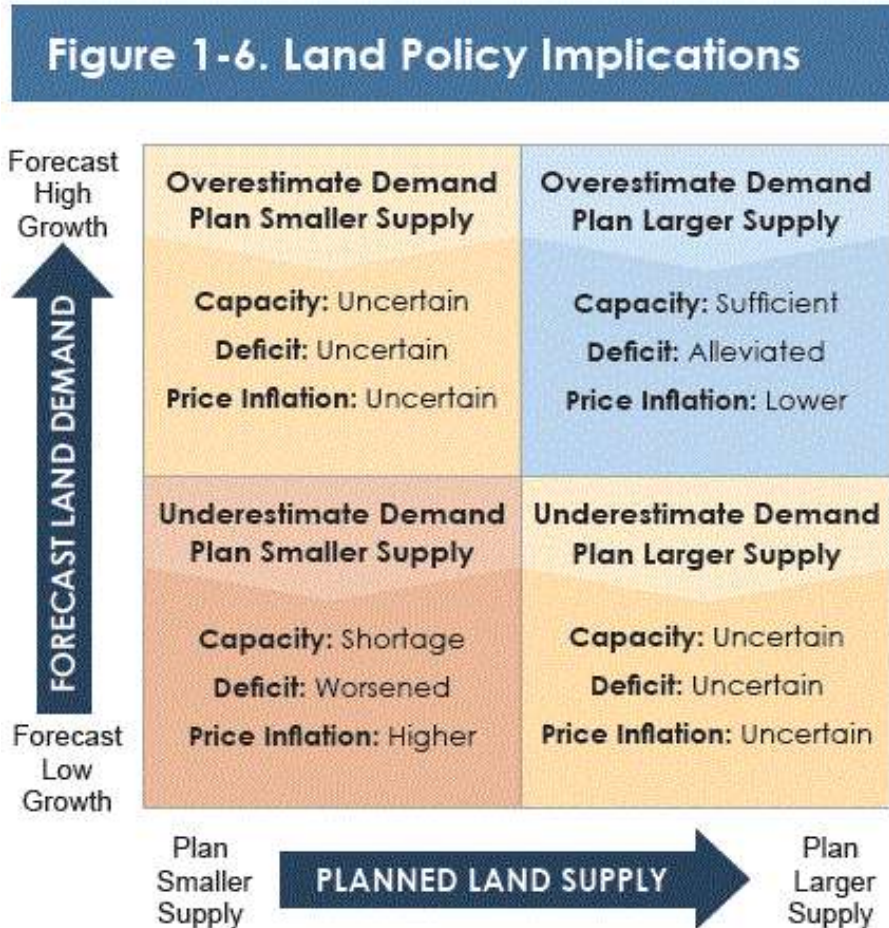 Figure 1-6. Land Policy Implications
Forecast
High
Growth
FORECAST LAND DEMAND
Forecast
Low
Growth
Overestimate Demand
Plan Smaller Supply
Capacity: Uncertain
Deficit: Uncertain
Price Inflation: Uncertain
Overestimate Demand
Plan Larger Supply
Capacity: Sufficient
Deficit: Alleviated
Price Inflation: Lower
Underestimate Demand
Plan Smaller Supply
Capacity: Shortage
Deficit: Worsened
Price Inflation: Higher
Underestimate Demand
Plan Larger Supply
Capacity: Uncertain
Deficit: Uncertain
Price Inflation: Uncertain
Plan
Smaller
Supply
PLANNED LAND SUPPLY
Plan
Larger
Supply